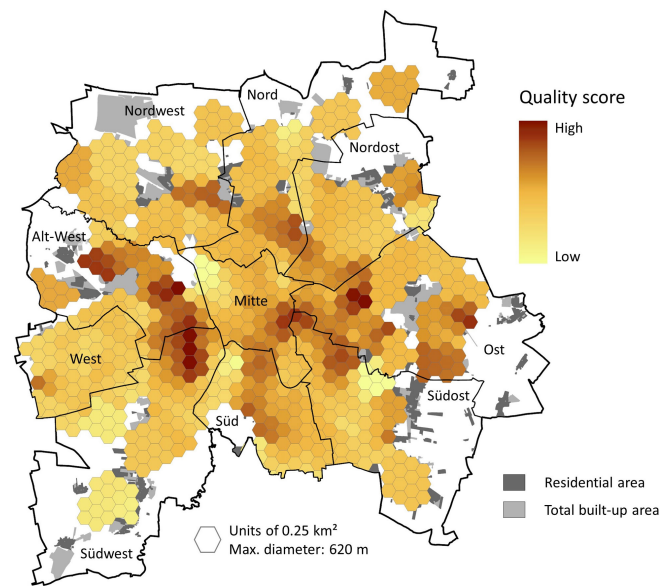 Nord
Nordwest
Quality score
High
Nordost
Alt-West
Low
Mitte
West
Ost
Südost
Süd
Residential area
Units of 0.25 km²
Total built-up area
Max. diameter: 620 m
Südwest